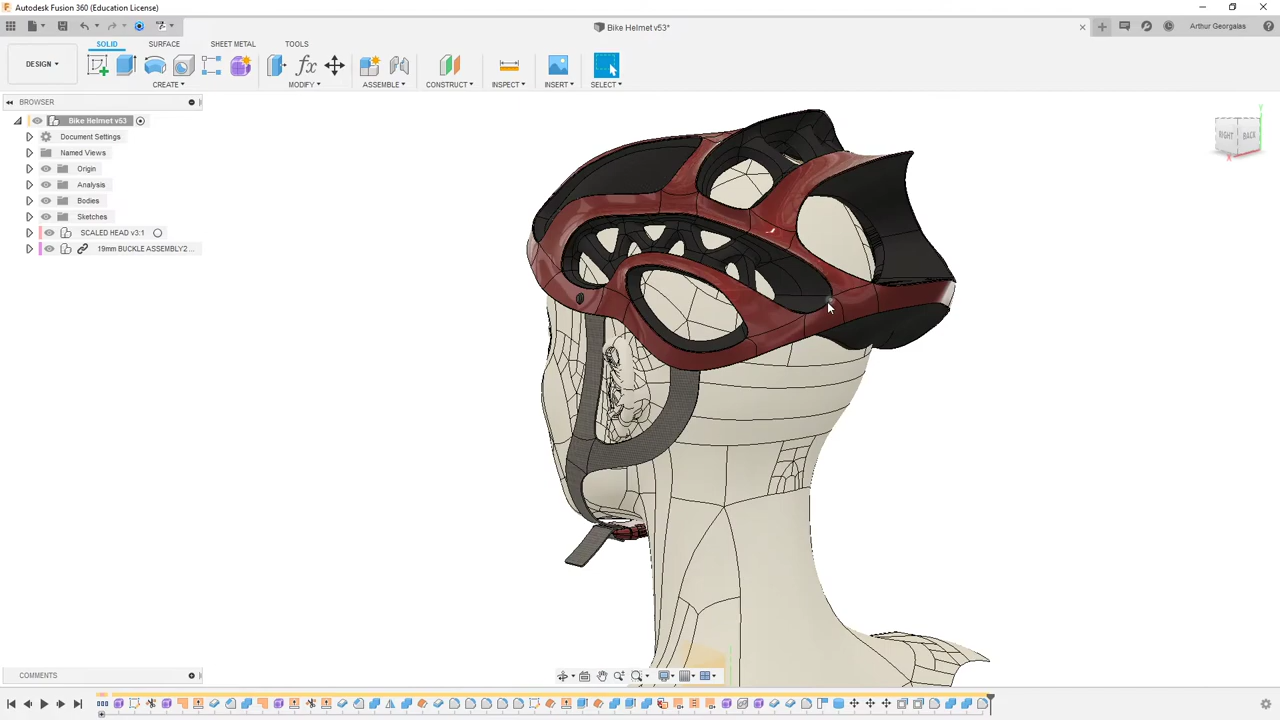 Autodesk Fusion 360 (Education License)
Bike Helmet v53*
Arthur Georgalas
SOLID SURFACE SHEET METAL TOOLS
DESIGN
CREATE MODIFY ASSEMBLE CONSTRUCT INSPECT INSERT SELECT
BROWSER
Bike Helmet v53
Document Settings
Named Views
Origin
Analysis
Bodies
Sketches
SCALED HEAD v3:1
19mm BUCKLE ASSEMBLY2...
RIGHT BACK
Y
X
COMMENTS